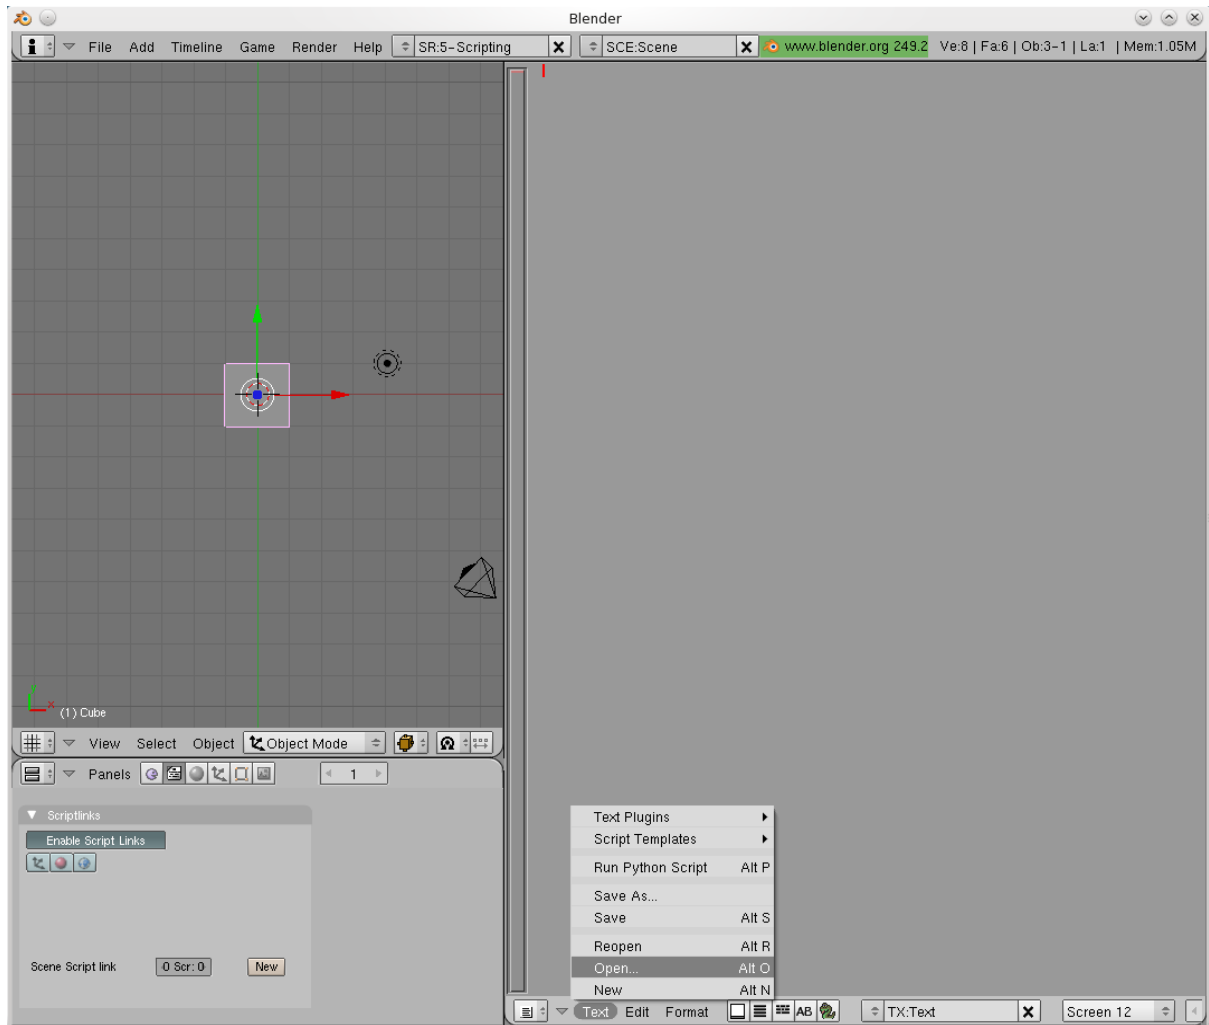 Blender
File Add Timeline Game Render Help SR:5-Scripting SCE:Scene www.blender.org 249.2 Ve:8 | Fa:6 | Ob:3-1 | La:1 | Mem:1.05M
(1) Cube
View Select Object Object Mode
Panels 1
Scriptlinks
Enable Script Links
Scene Script link 0 Scr: 0 New
Text Plugins
Script Templates
Run Python Script Alt P
Save As...
Save Alt S
Reopen Alt R
Open... Alt O
New Alt N
Text Edit Format AB TX:Text Screen 12